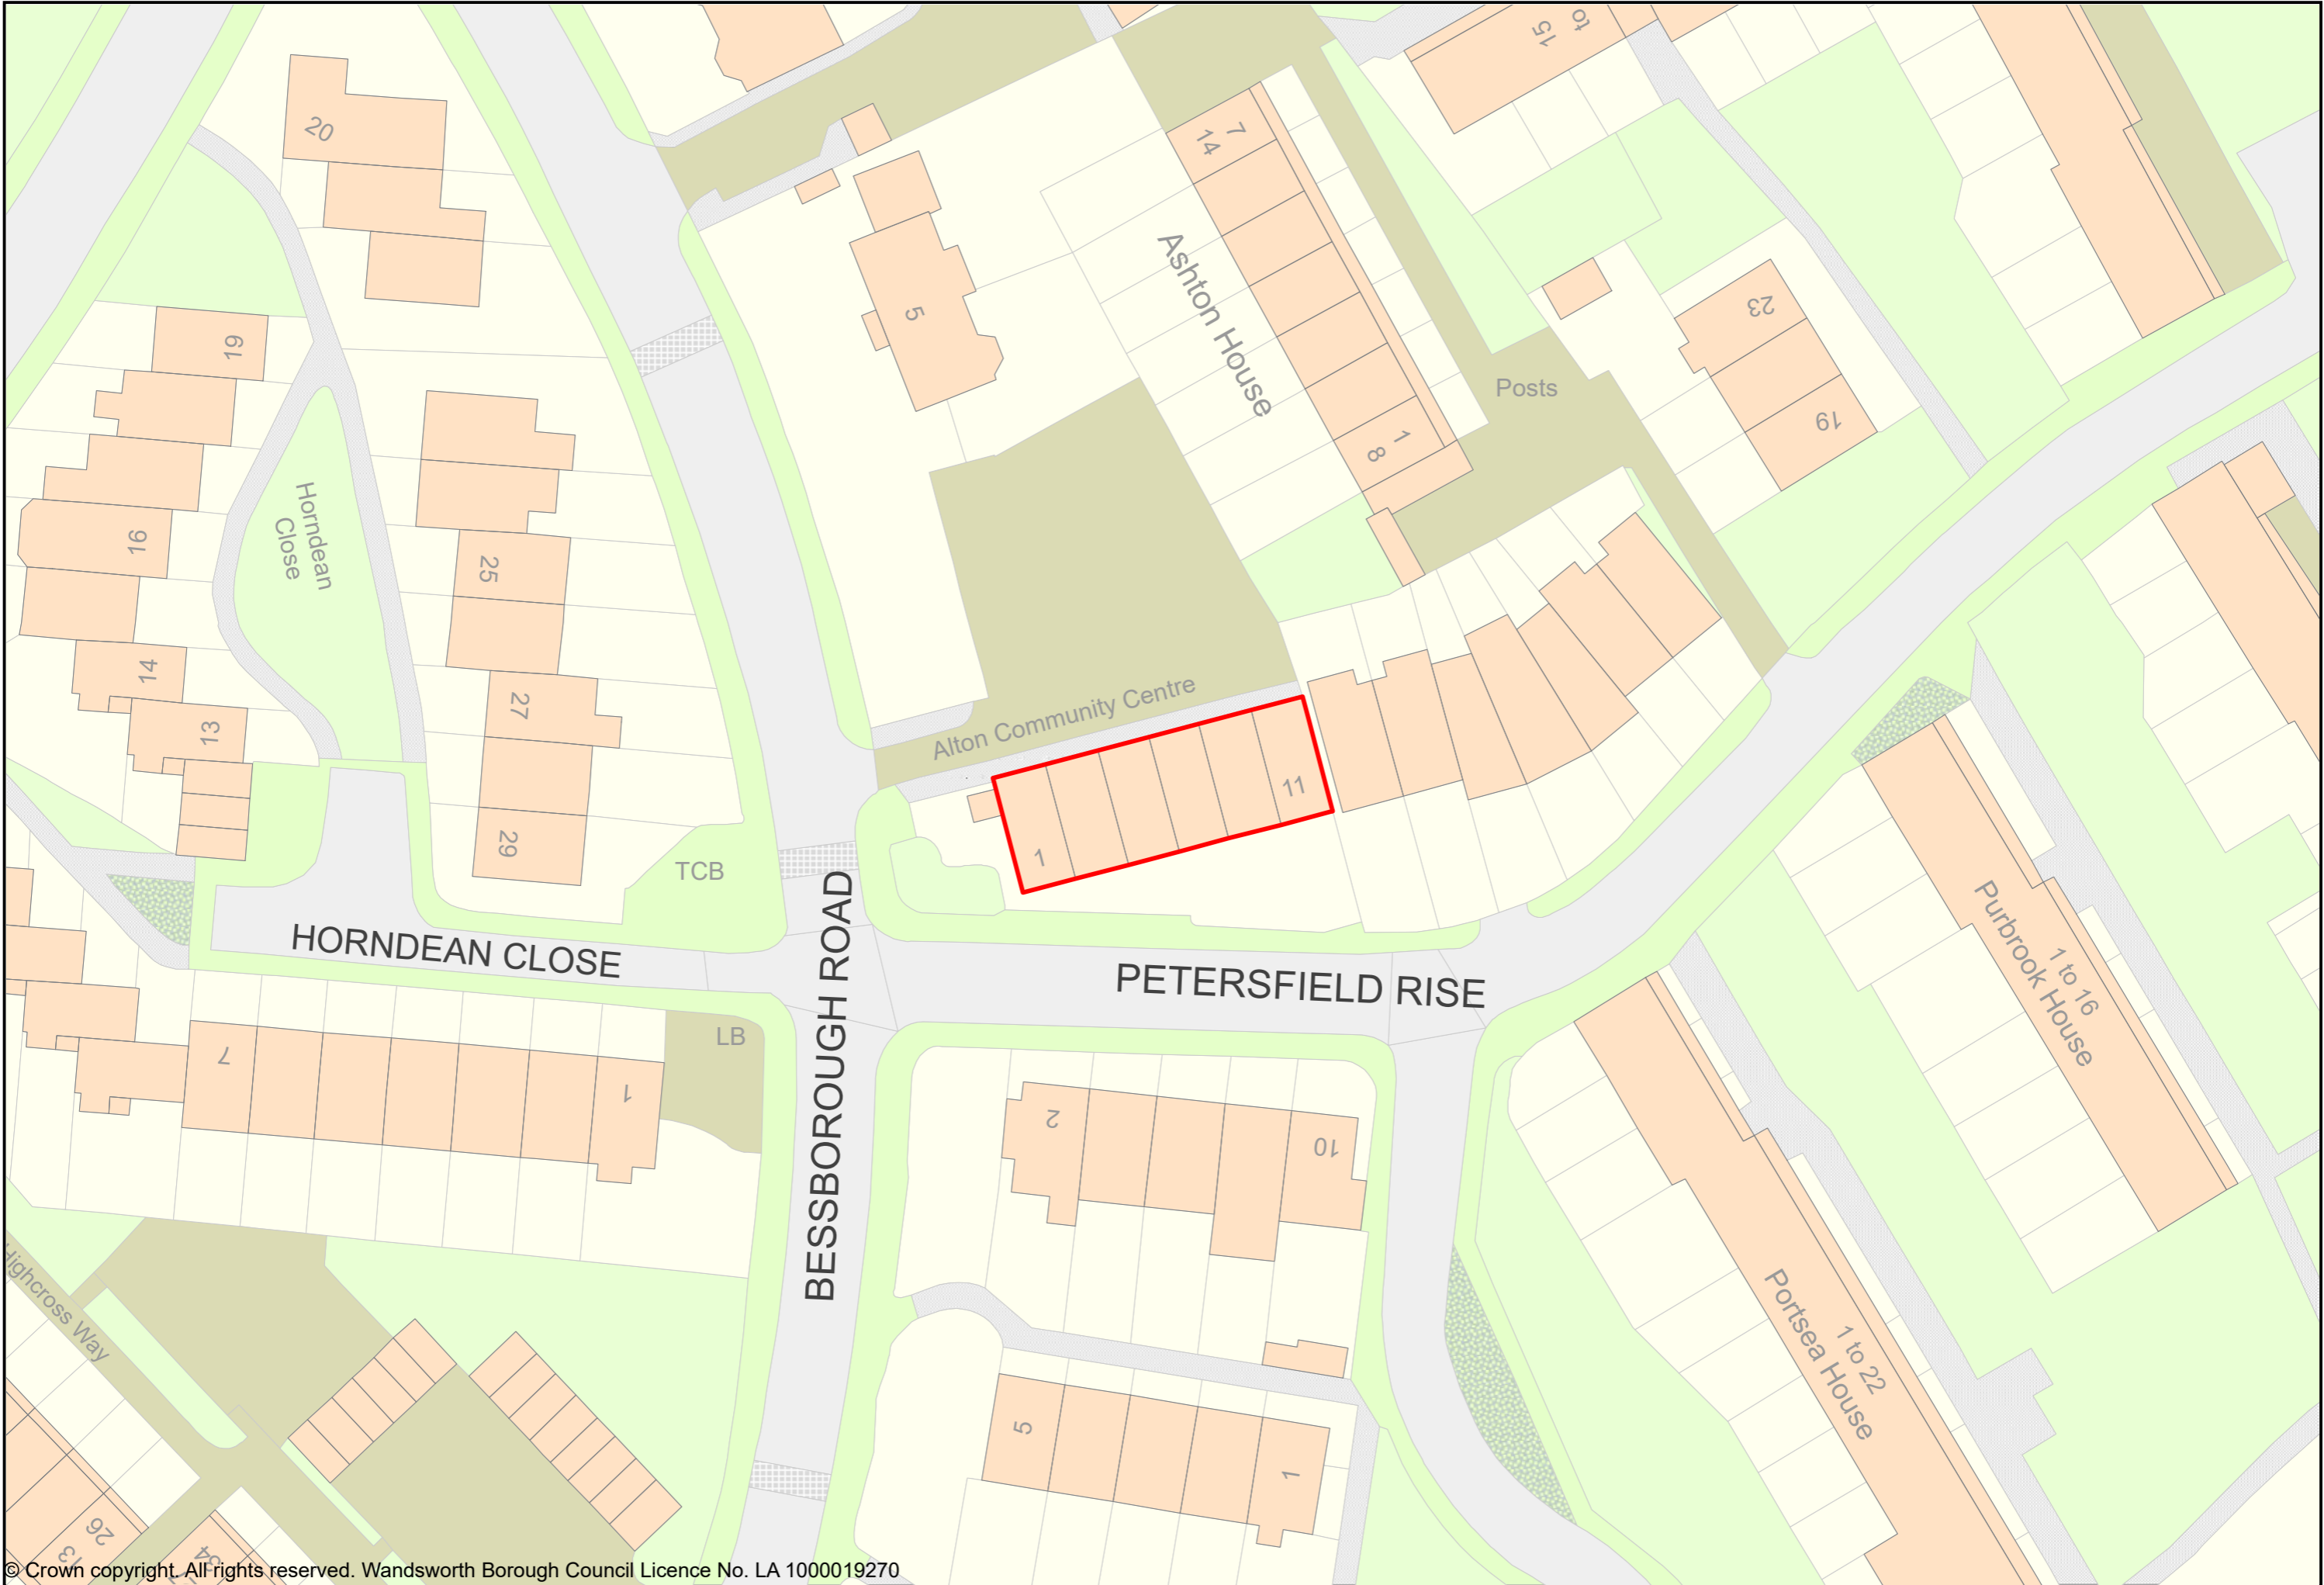 15
to
20
7
14
Ashton House
5
23
19
19
Posts
1
8
Horndean
Close
16
25
14
27
13
Alton Community Centre
11
1
29
TCB
HORNDEAN CLOSE
BESSBOROUGH ROAD
PETERSFIELD RISE
1 to 16
Purbrook House
LB
7
1
2
10
Highcross Way
1 to 22
Portsea House
5
1
26
13
34
© Crown copyright. All rights reserved. Wandsworth Borough Council Licence No. LA 1000019270